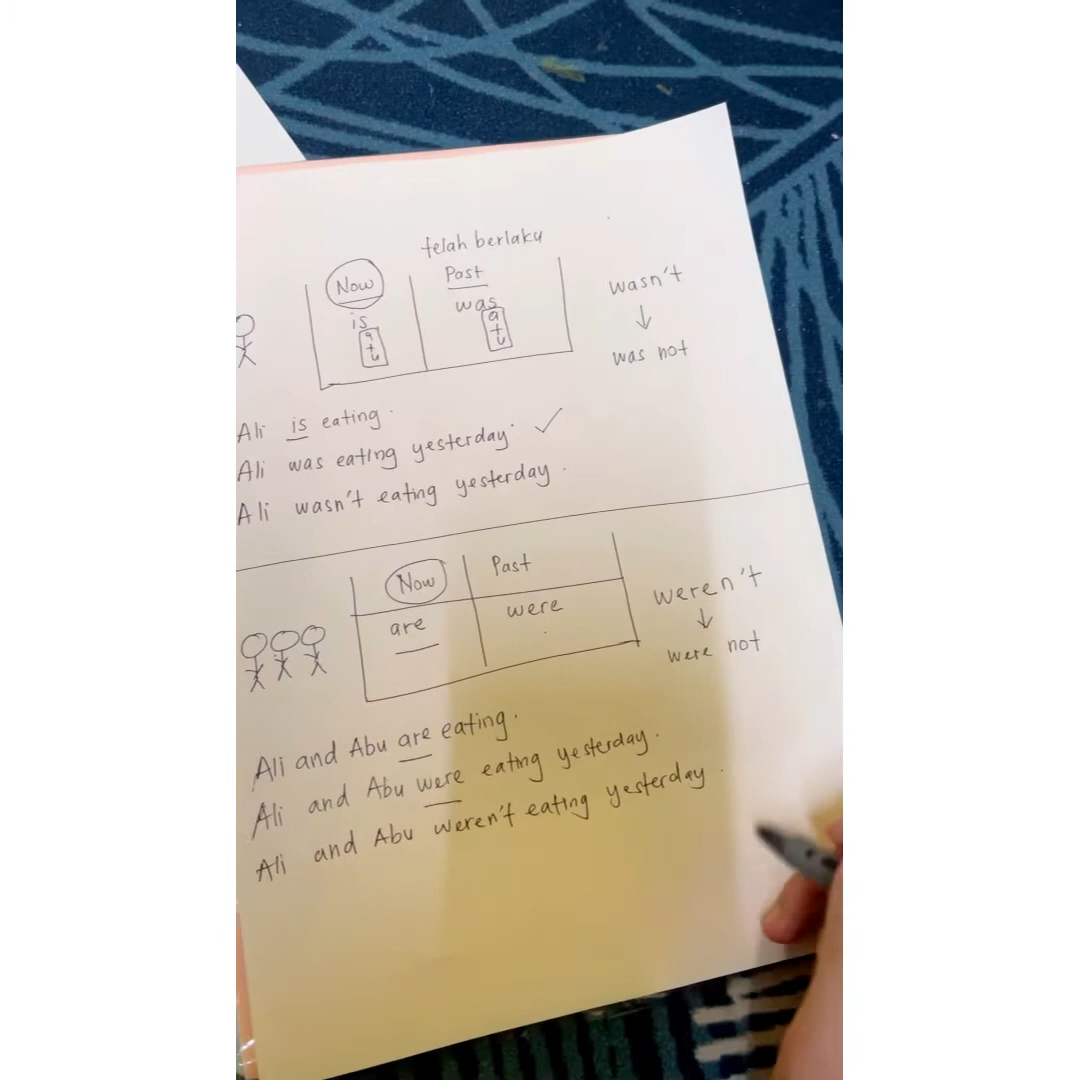 telah berlaku
Now Past
is was
satu satu
wasn't
↓
was not
Ali is eating.
Ali was eating yesterday. ✓
Ali wasn't eating yesterday.
Now Past
are were
weren't
↓
were not
Ali and Abu are eating.
Ali and Abu were eating yesterday.
Ali and Abu weren't eating yesterday.